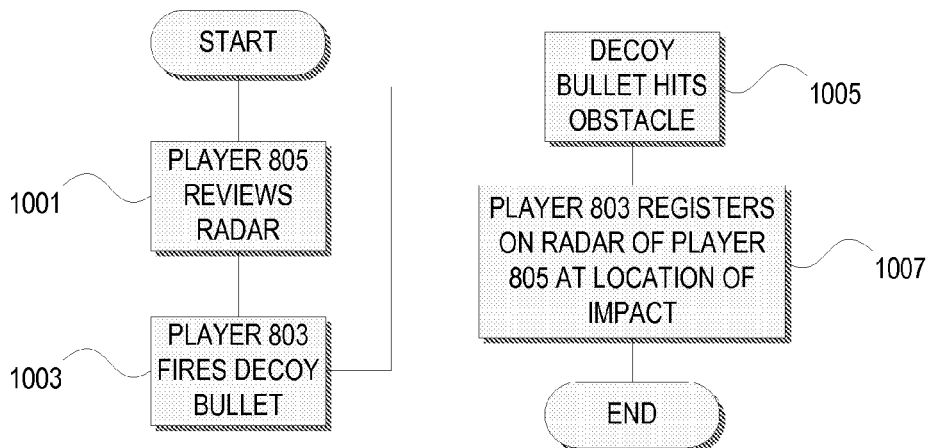 START
PLAYER 805
REVIEWS
RADAR
1001
PLAYER 803
FIRES DECOY
BULLET
1003
DECOY
BULLET HITS
OBSTACLE
1005
PLAYER 803 REGISTERS
ON RADAR OF PLAYER
805 AT LOCATION OF
IMPACT
1007
END